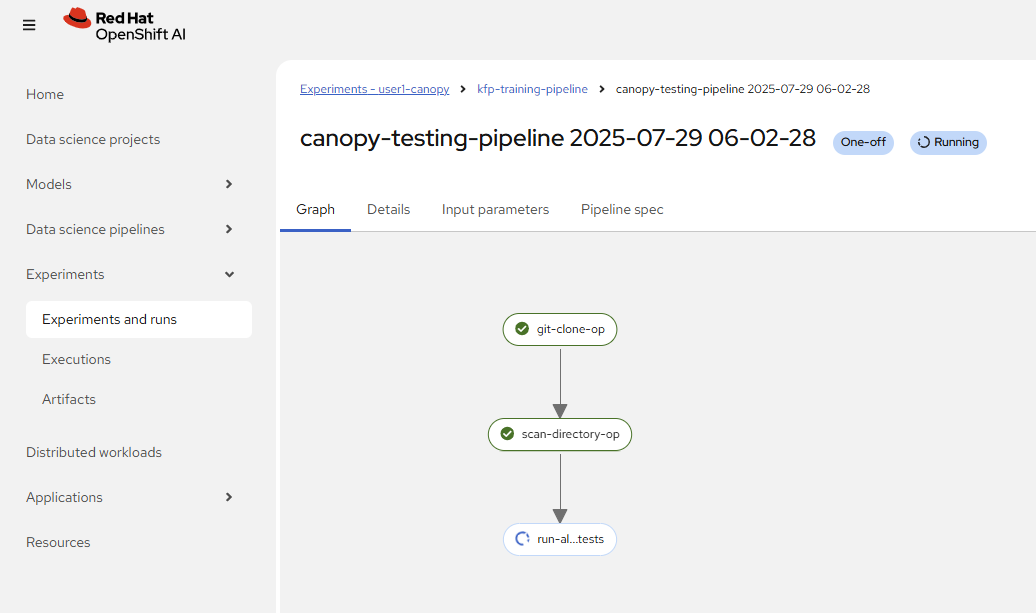 Red Hat
OpenShift AI
Home
Data science projects
Models
Data science pipelines
Experiments
Experiments and runs
Executions
Artifacts
Distributed workloads
Applications
Resources
Experiments - user1-canopy > kfp-training-pipeline > canopy-testing-pipeline 2025-07-29 06-02-28
canopy-testing-pipeline 2025-07-29 06-02-28 One-off Running
Graph Details Input parameters Pipeline spec
git-clone-op
scan-directory-op
run-al...tests